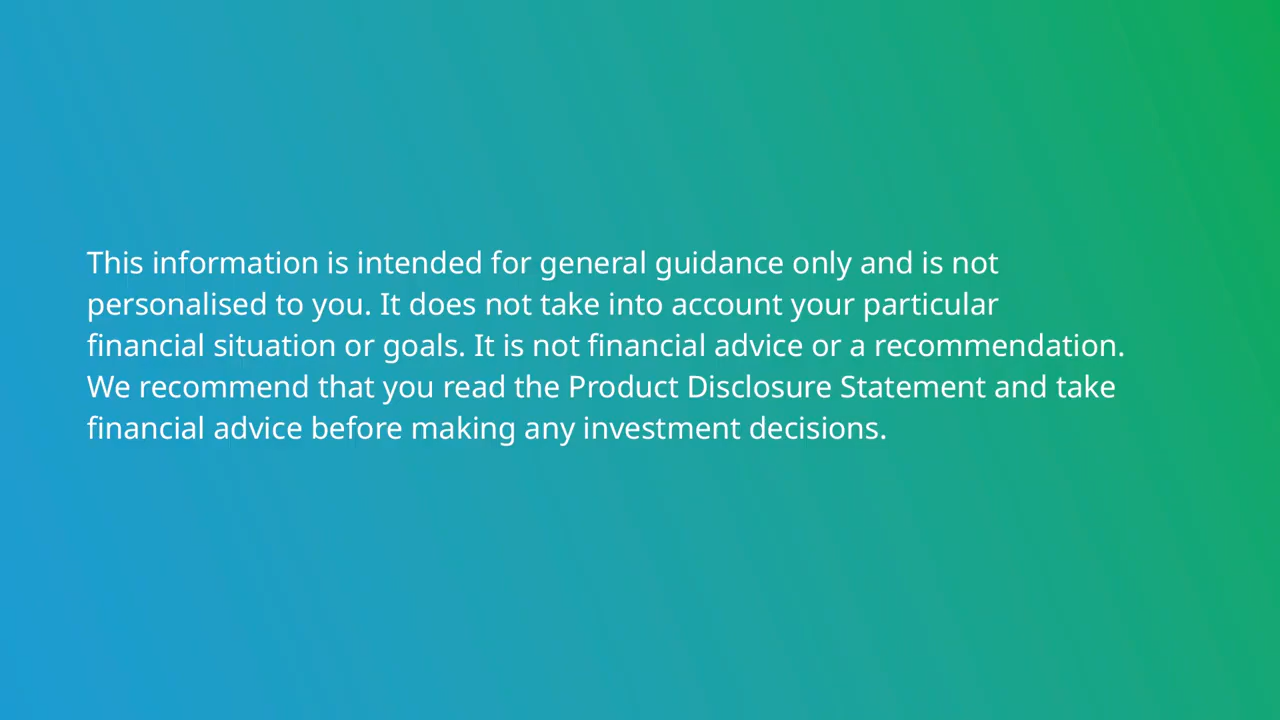 This information is intended for general guidance only and is not
personalised to you. It does not take into account your particular
financial situation or goals. It is not financial advice or a recommendation.
We recommend that you read the Product Disclosure Statement and take
financial advice before making any investment decisions.